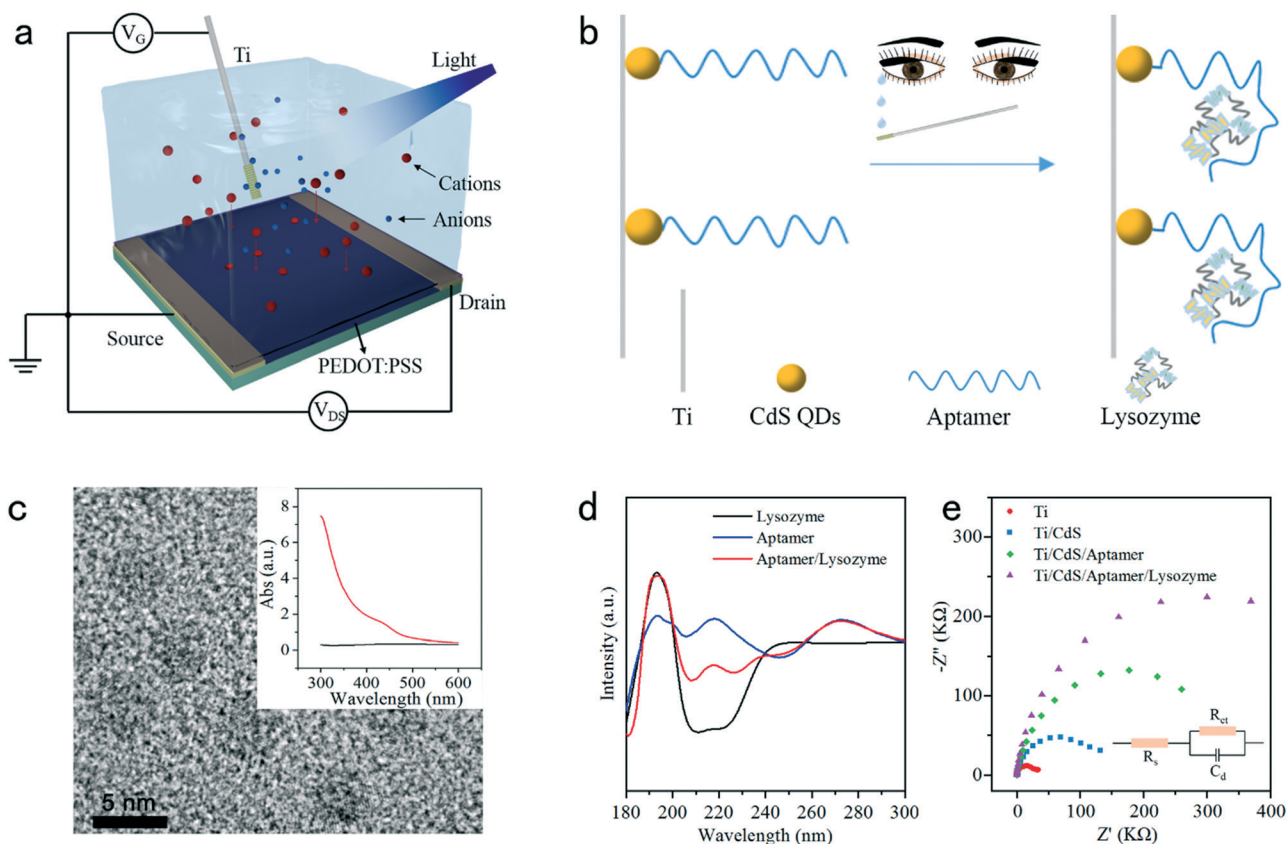 a
V_G
Ti
Light
Cations
Anions
Drain
Source
PEDOT:PSS
V_DS
b
Ti
CdS QDs
Aptamer
Lysozyme
c
8
6
4
2
0
Abs (a.u.)
300 400 500 600
Wavelength (nm)
5 nm
d
Lysozyme
Aptamer
Aptamer/Lysozyme
Intensity (a.u.)
180 200 220 240 260 280 300
Wavelength (nm)
e
Ti
Ti/CdS
Ti/CdS/Aptamer
Ti/CdS/Aptamer/Lysozyme
300
200
100
0
-Z" (KΩ)
R_ct
R_s
C_d
0 100 200 300 400
Z' (KΩ)